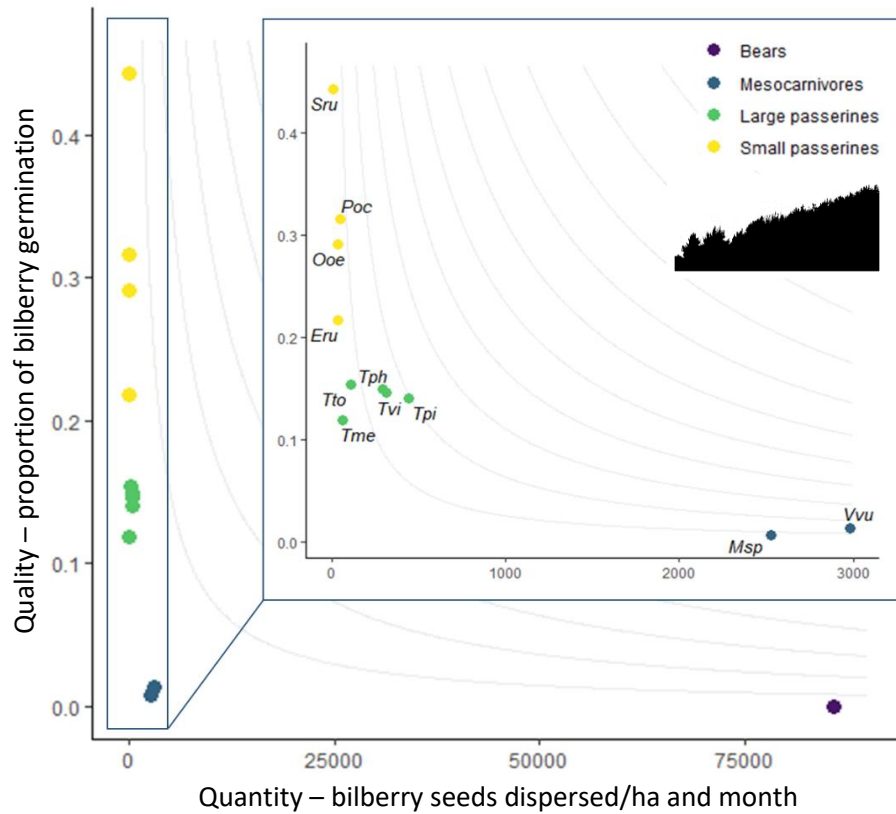 Quality – proportion of bilberry germination
0.4
0.3
0.2
0.1
0.0
0
25000
50000
75000
Quantity – bilberry seeds dispersed/ha and month
0.4
0.3
0.2
0.1
0.0
0
1000
2000
3000
Sru
Poc
Ooe
Eru
Tph
Tto
Tvi
Tpi
Tme
Vvu
Msp
Bears
Mesocarnivores
Large passerines
Small passerines